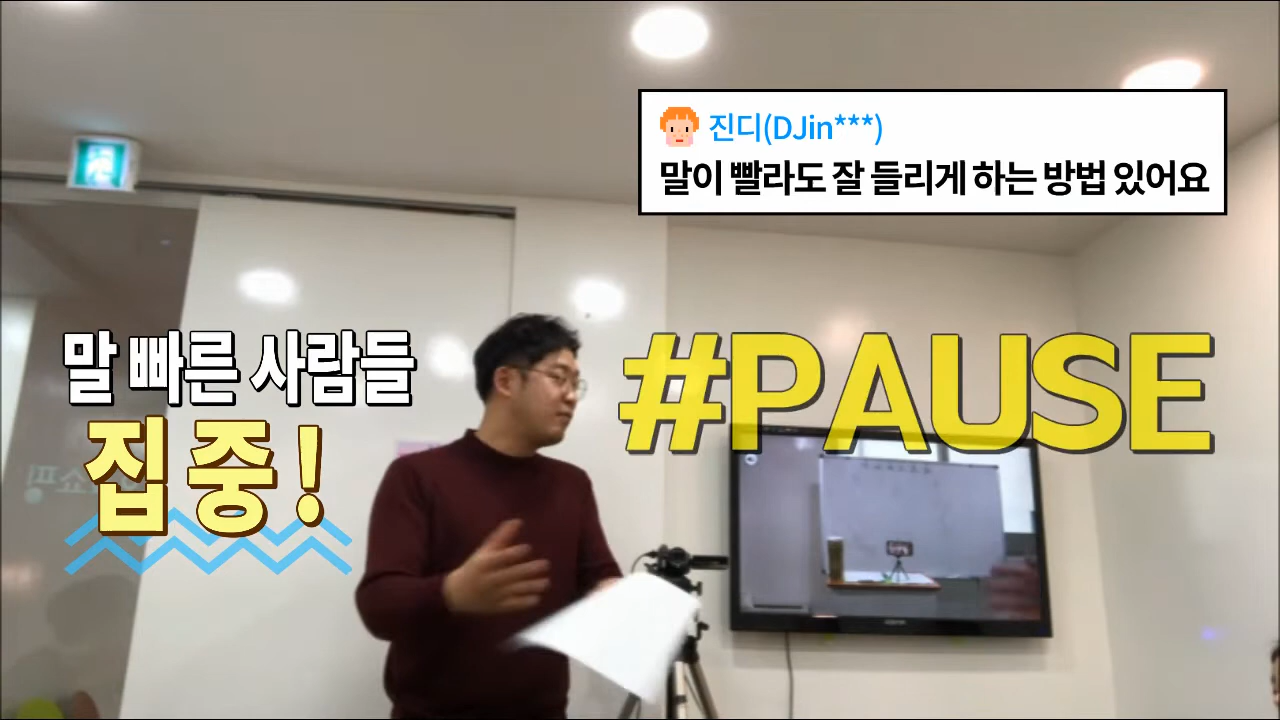 진디(DJin***)
말이 빨라도 잘 들리게 하는 방법 있어요
말 빠른 사람들
집중!
#PAUSE